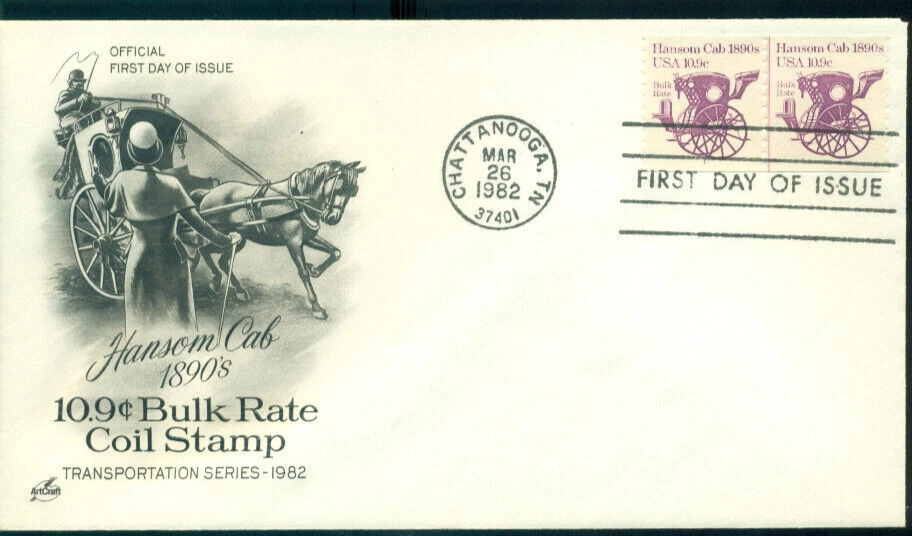 OFFICIAL
FIRST DAY OF ISSUE
Hansom Cab 1890s
USA 10.9c
Bulk
Rate
Hansom Cab 1890s
USA 10.9c
Bulk
Rate
CHATTANOOGA, TN
MAR
26
1982
37401
FIRST DAY OF ISSUE
Hansom Cab
1890's
10.9¢ Bulk Rate
Coil Stamp
TRANSPORTATION SERIES-1982
ArtCraft